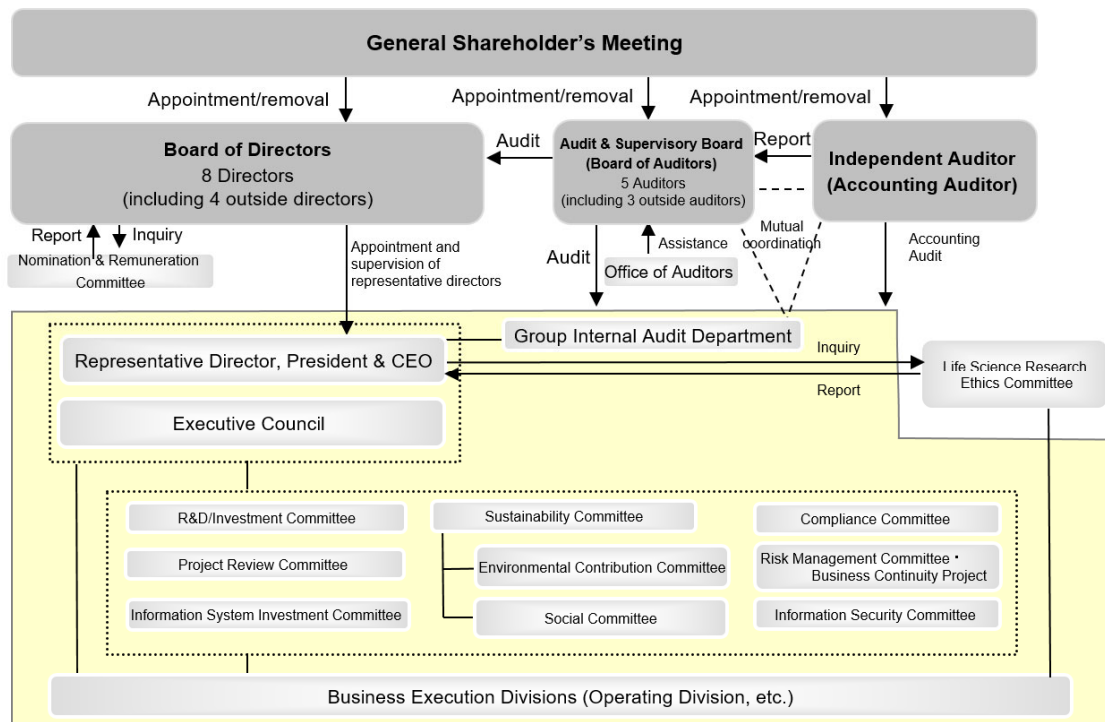 General Shareholder’s Meeting
Appointment/removal
Appointment/removal
Appointment/removal
Board of Directors
8 Directors
(including 4 outside directors)
Audit
Audit & Supervisory Board
(Board of Auditors)
5 Auditors
(including 3 outside auditors)
Report
Independent Auditor
(Accounting Auditor)
Report
Inquiry
Nomination & Remuneration
Committee
Appointment and
supervision of
representative directors
Audit
Assistance
Office of Auditors
Mutual
coordination
Accounting
Audit
Group Internal Audit Department
Representative Director, President & CEO
Inquiry
Report
Life Science Research
Ethics Committee
Executive Council
R&D/Investment Committee
Sustainability Committee
Compliance Committee
Project Review Committee
Environmental Contribution Committee
Risk Management Committee・
Business Continuity Project
Information System Investment Committee
Social Committee
Information Security Committee
Business Execution Divisions (Operating Division, etc.)